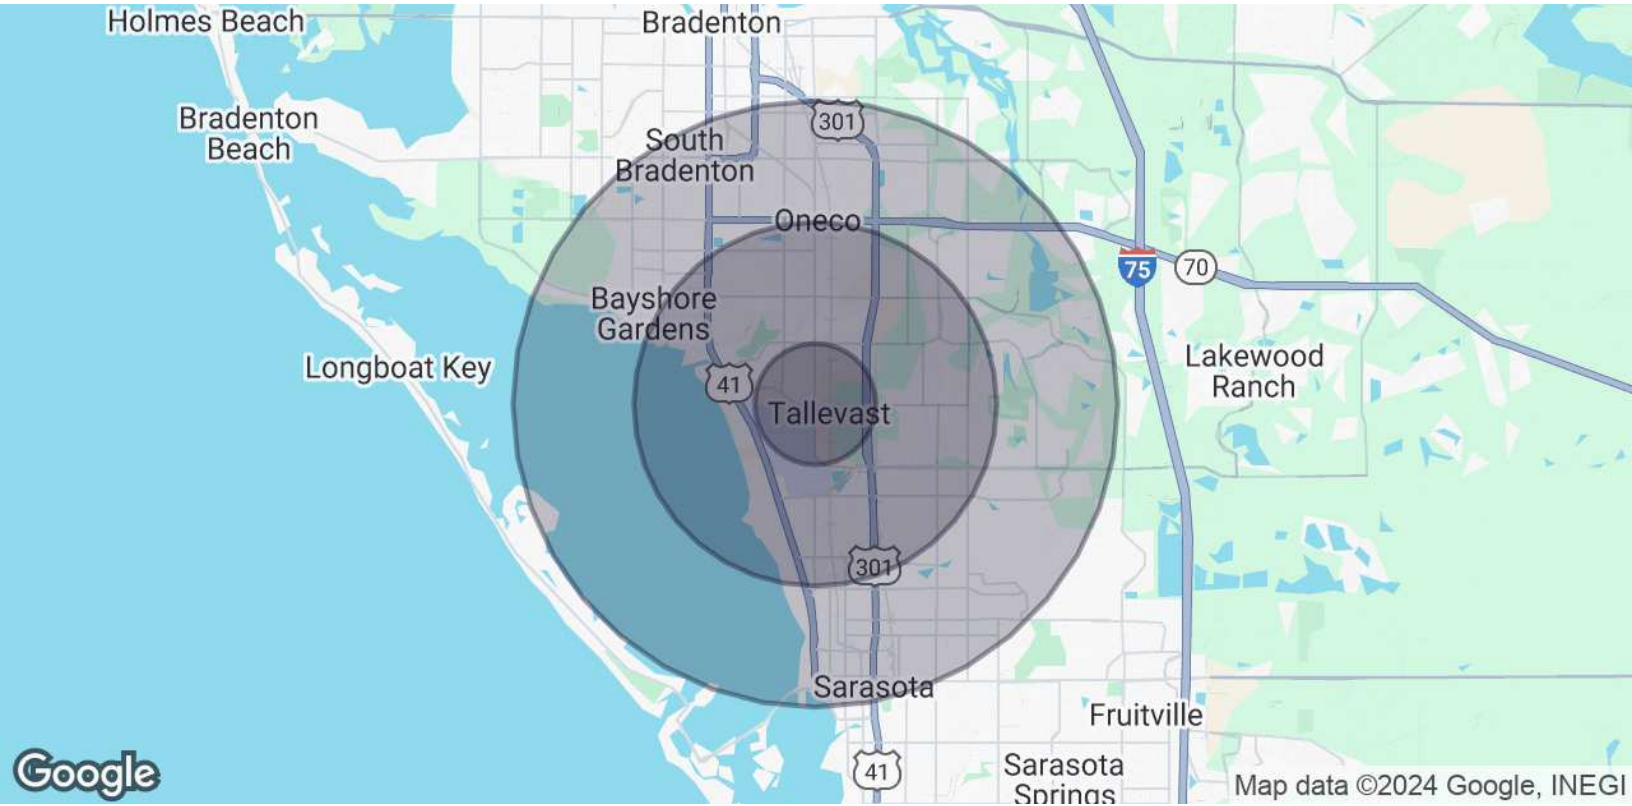 Holmes Beach
Bradenton
Bradenton
Beach
301
South
Bradenton
Oneco
75
70
Bayshore
Gardens
Longboat Key
41
Lakewood
Ranch
Tallevast
301
Sarasota
Fruitville
41
Sarasota
Springs
Google
Map data ©2024 Google, INEGI